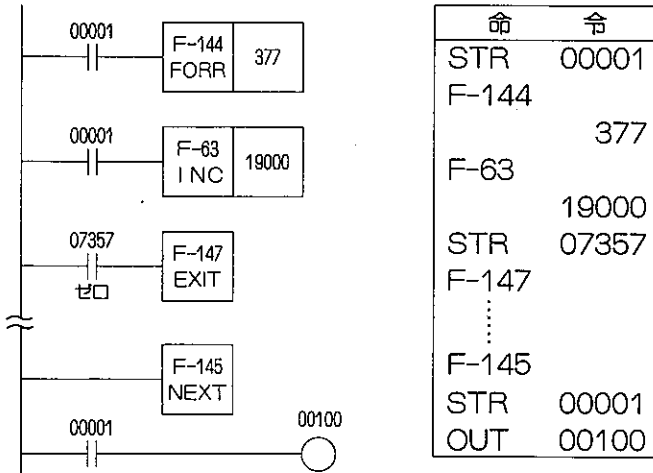 00001
F-144
FORR
377
00001
F-63
INC
19000
07357
ゼロ
F-147
EXIT
F-145
NEXT
00001
00100
命 令
STR 00001
F-144
377
F-63
19000
STR 07357
F-147
F-145
STR 00001
OUT 00100